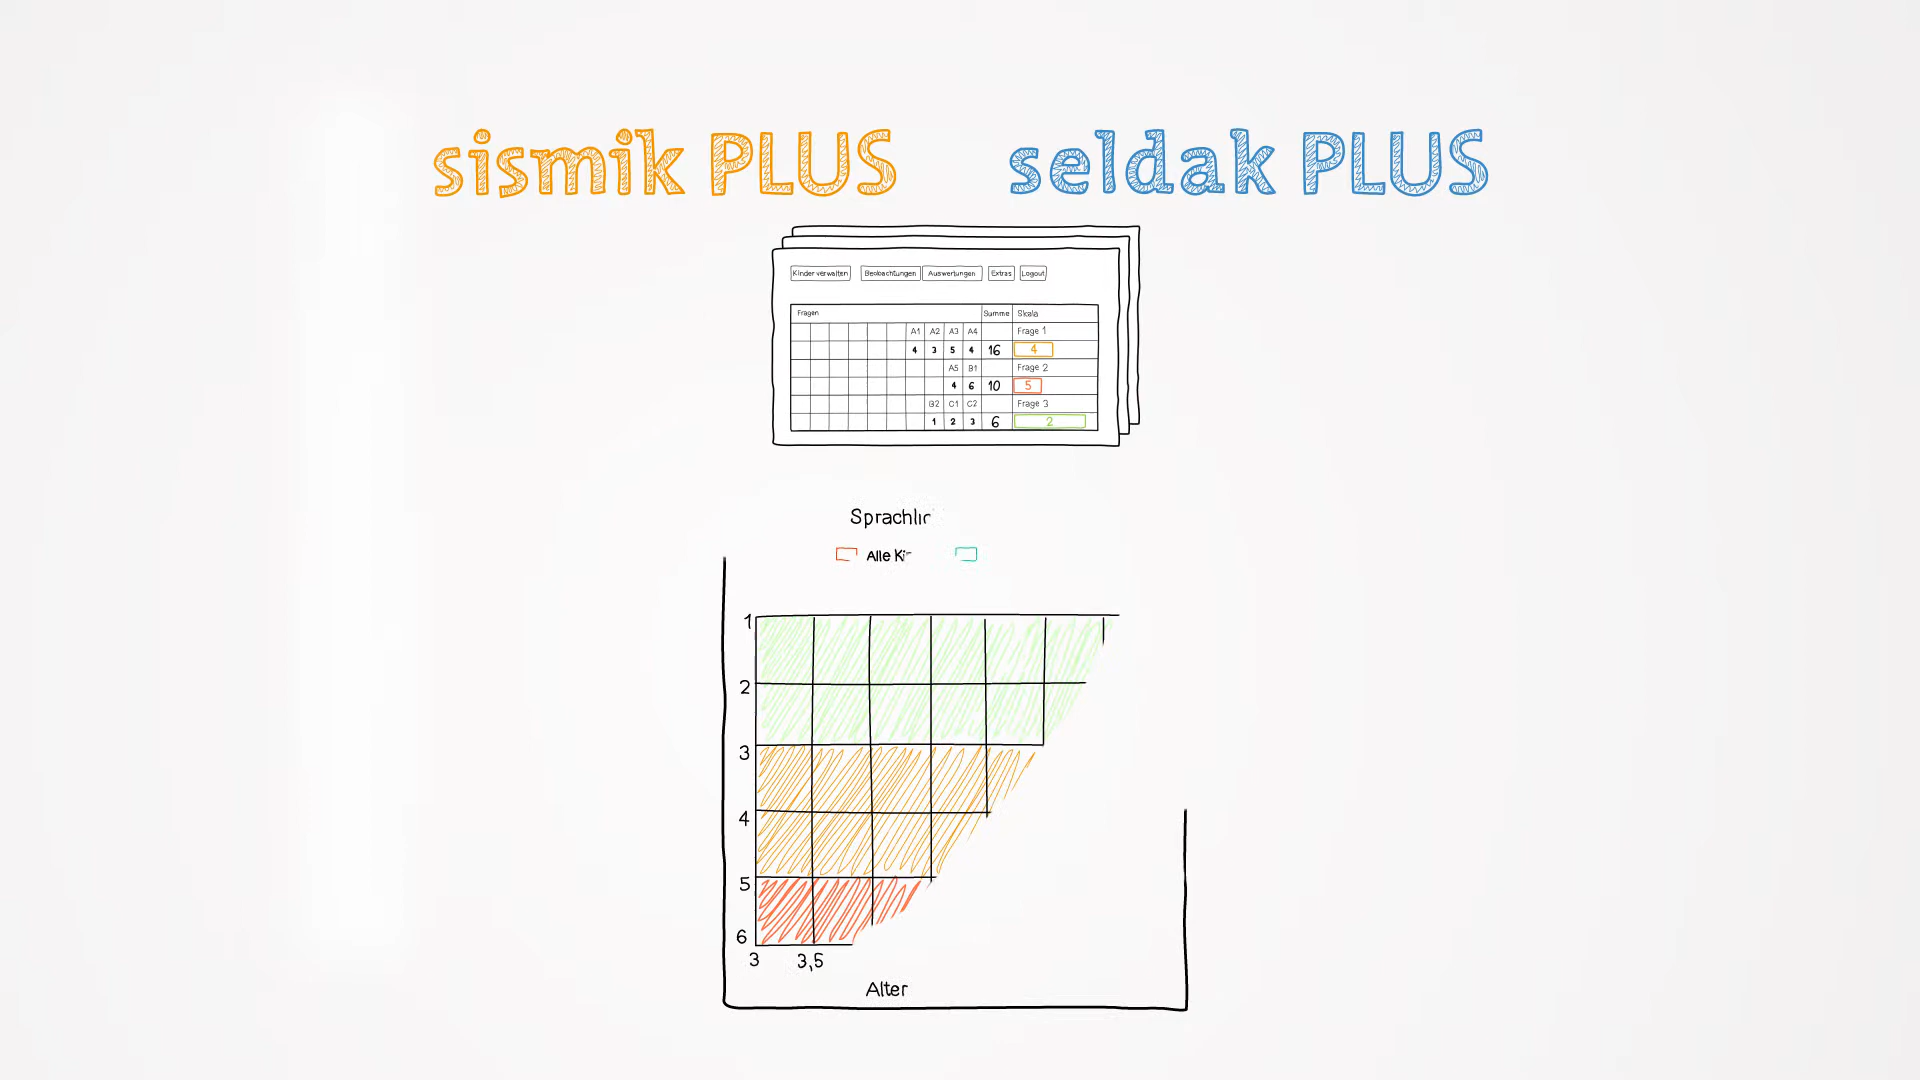 sismik PLUS seldak PLUS
Kinder verwalten Beobachtungen Auswertungen Extras Logout
Fragen Summe Skala
A1 A2 A3 A4 Frage 1
4 3 5 4 16 4
A5 B1 Frage 2
4 6 10 5
B2 C1 C2 Frage 3
1 2 3 6 2
Alle
1
2
3
4
5
6
3 3,5
Alter